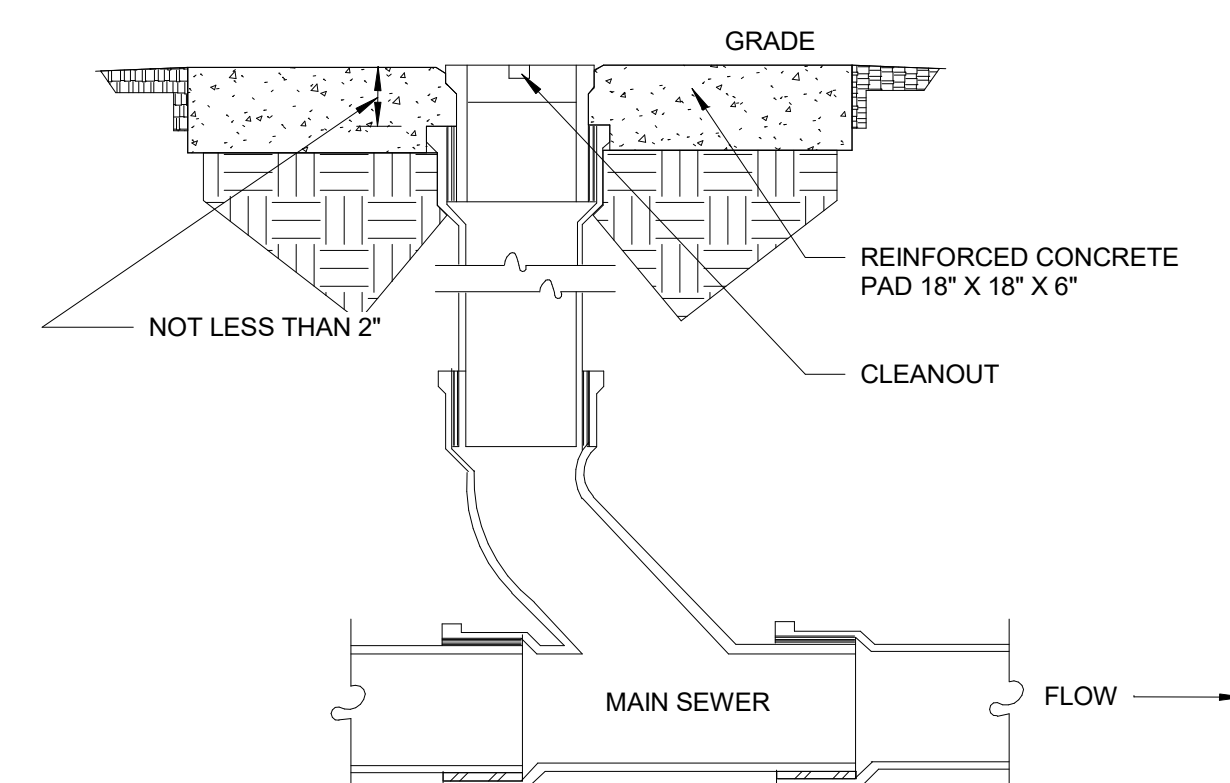 GRADE
REINFORCED CONCRETE
PAD 18" X 18" X 6"
NOT LESS THAN 2"
CLEANOUT
MAIN SEWER
FLOW